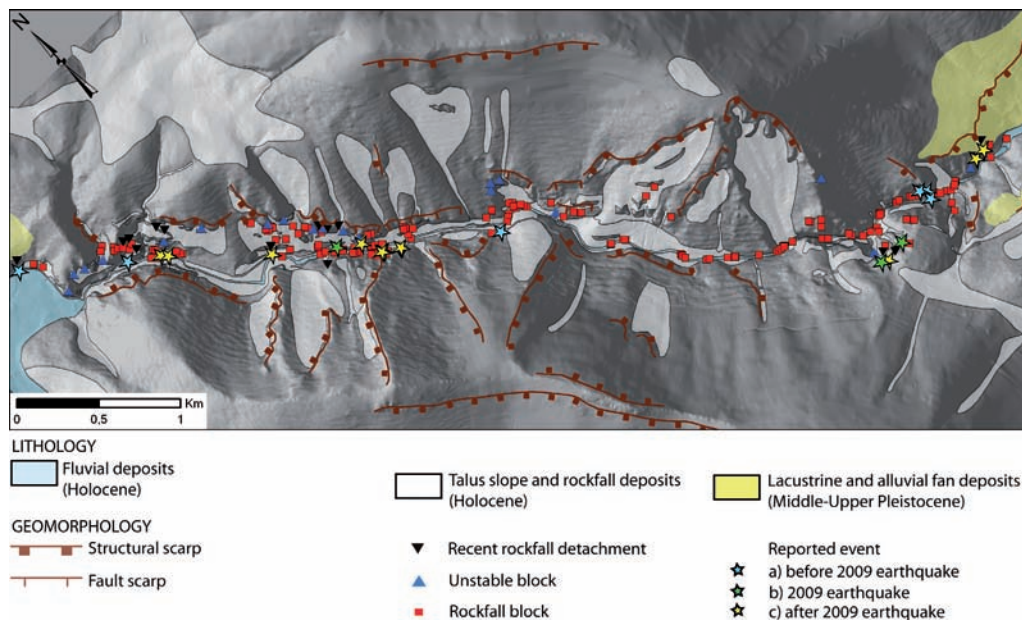 N
Km
0 0,5 1
LITHOLOGY
Fluvial deposits
(Holocene)
Talus slope and rockfall deposits
(Holocene)
Lacustrine and alluvial fan deposits
(Middle-Upper Pleistocene)
GEOMORPHOLOGY
Structural scarp
Fault scarp
Recent rockfall detachment
Unstable block
Rockfall block
Reported event
a) before 2009 earthquake
b) 2009 earthquake
c) after 2009 earthquake